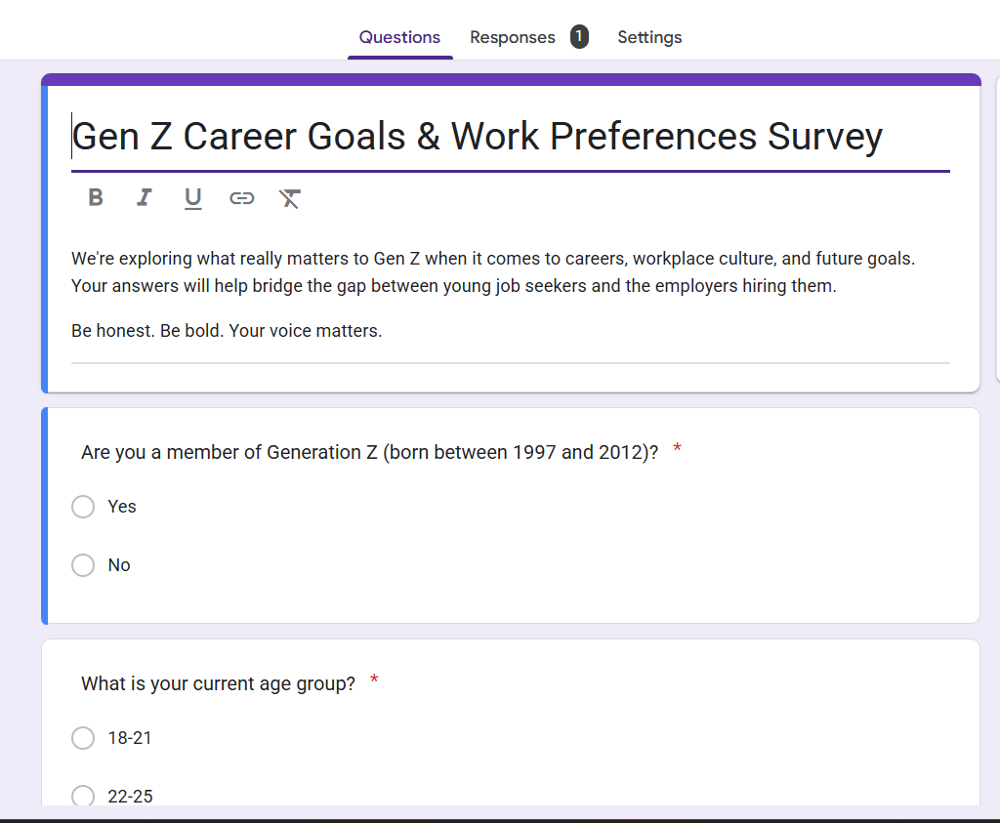 Questions Responses 1 Settings
Gen Z Career Goals & Work Preferences Survey
B I U
We're exploring what really matters to Gen Z when it comes to careers, workplace culture, and future goals.
Your answers will help bridge the gap between young job seekers and the employers hiring them.
Be honest. Be bold. Your voice matters.
Are you a member of Generation Z (born between 1997 and 2012)? *
Yes
No
What is your current age group? *
18-21
22-25